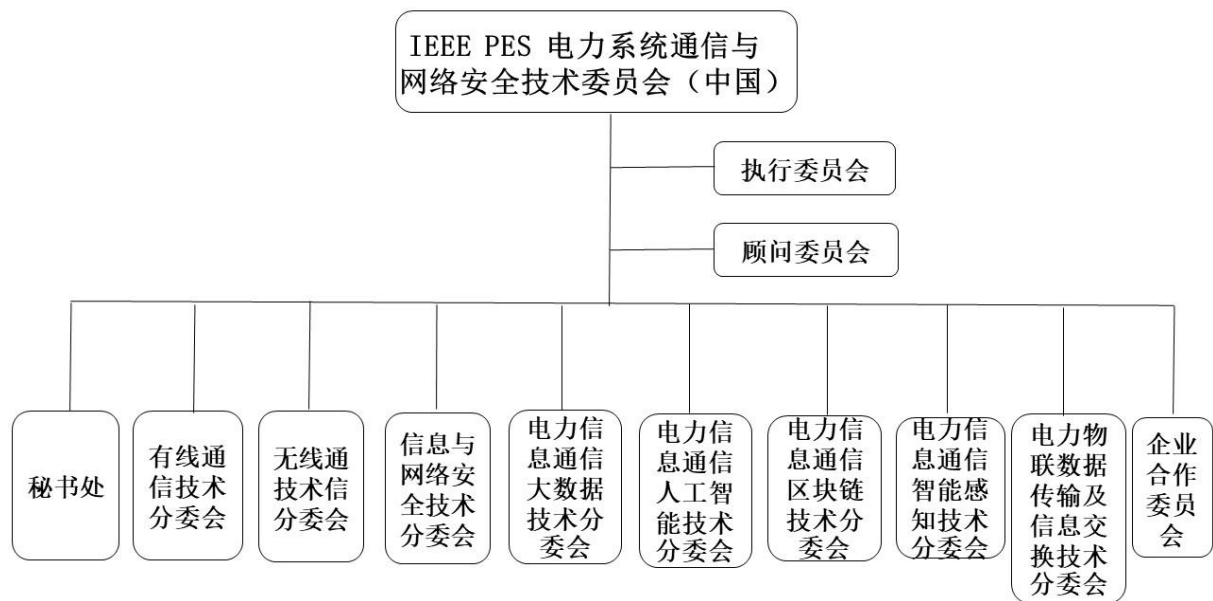 IEEE PES 电力系统通信与
网络安全技术委员会（中国）
执行委员会
顾问委员会
秘书处
有线通
信技术
分委会
无线通
技术信
分委会
信息与
网络安
全技术
分委会
电力信
息通信
大数据
技术分
委会
电力信
息通信
人工智
能技术
分委会
电力信
息通信
区块链
技术分
委会
电力信
息通信
智能感
知技术
分委会
电力物
联数据
传输及
信息交
换技术
分委会
企业
合作
委员
会